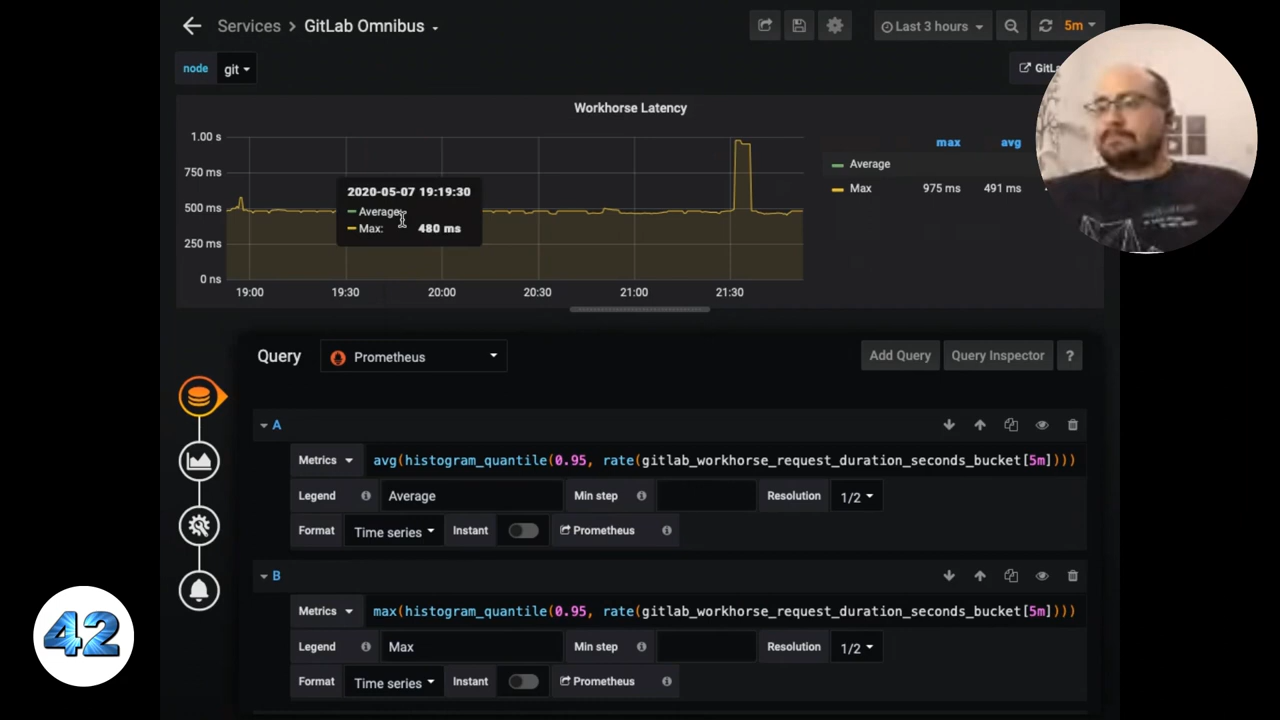 Services > GitLab Omnibus
Last 3 hours
5m
node
git
GitLa
Workhorse Latency
1.00 s
750 ms
500 ms
250 ms
0 ns
19:00
19:30
20:00
20:30
21:00
21:30
2020-05-07 19:19:30
Average:
Max: 480 ms
max avg
Average
Max 975 ms 491 ms
Query
Prometheus
Add Query
Query Inspector
?
A
Metrics avg(histogram_quantile(0.95, rate(gitlab_workhorse_request_duration_seconds_bucket[5m])))
Legend Average Min step Resolution 1/2
Format Time series Instant Prometheus
B
Metrics max(histogram_quantile(0.95, rate(gitlab_workhorse_request_duration_seconds_bucket[5m])))
Legend Max Min step Resolution 1/2
Format Time series Instant Prometheus
42